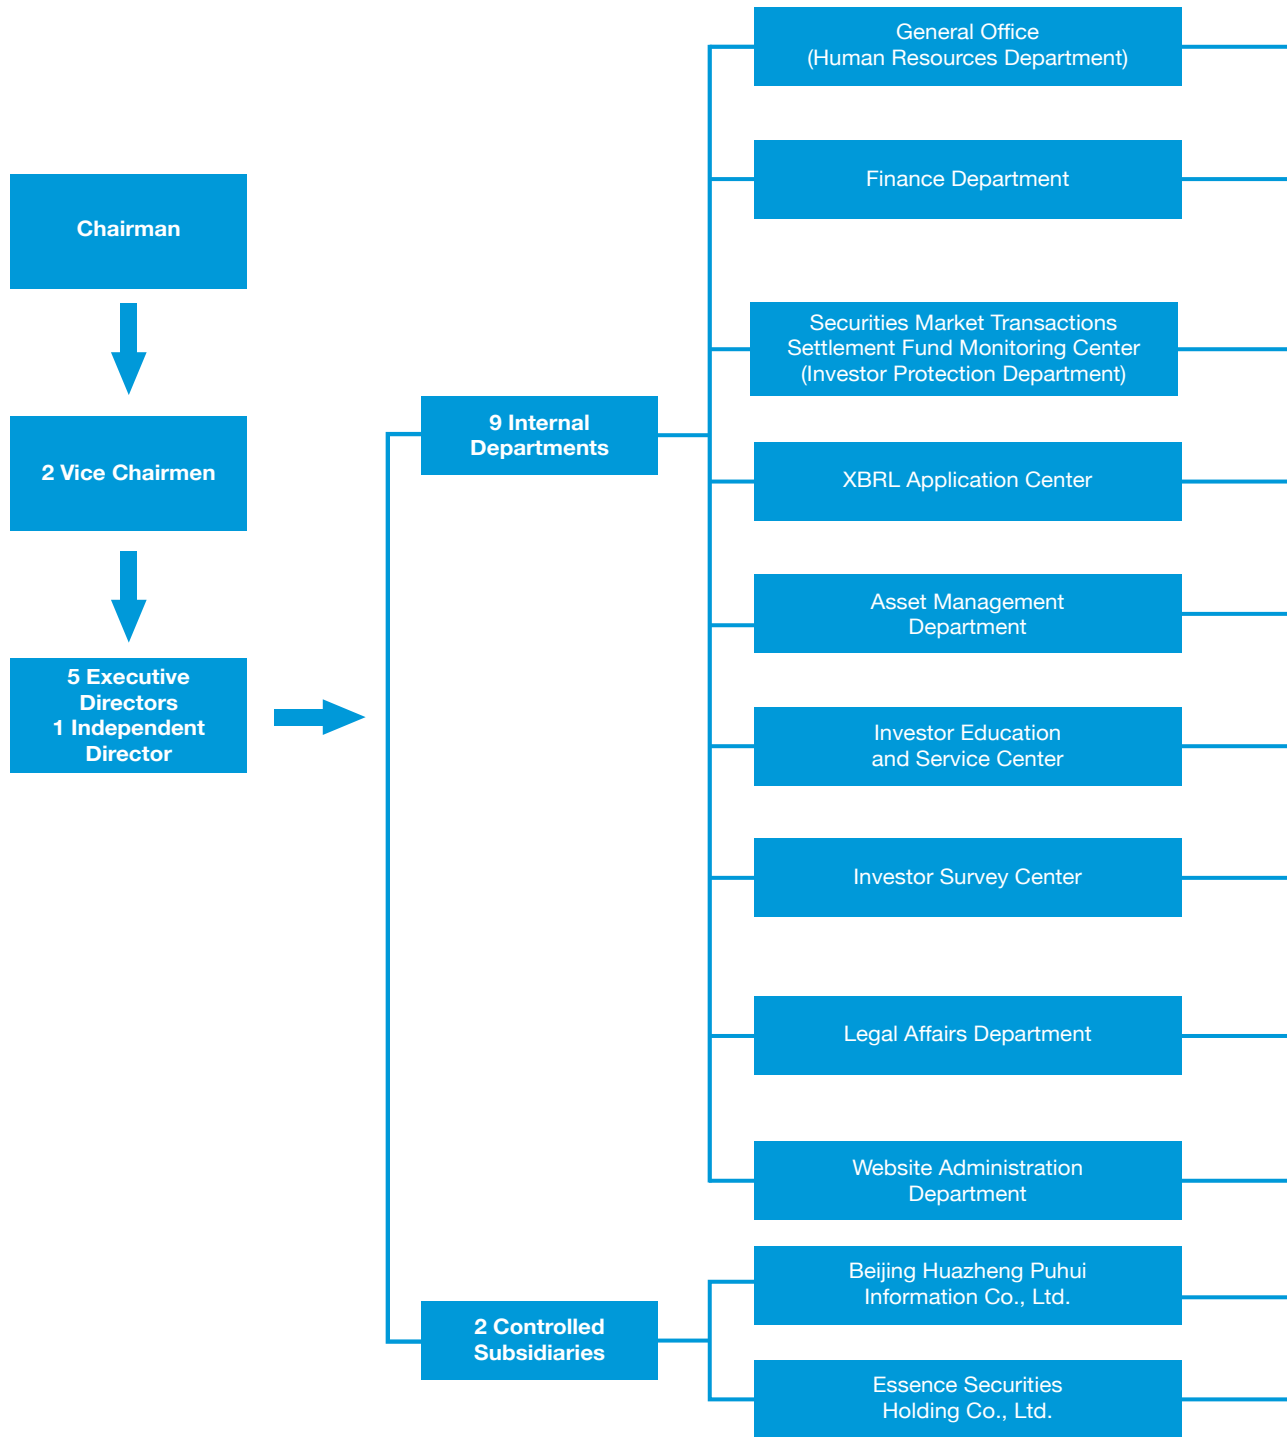 Chairman
2 Vice Chairmen
5 Executive
Directors
1 Independent
Director
9 Internal
Departments
General Office
(Human Resources Department)
Finance Department
Securities Market Transactions
Settlement Fund Monitoring Center
(Investor Protection Department)
XBRL Application Center
Asset Management
Department
Investor Education
and Service Center
Investor Survey Center
Legal Affairs Department
Website Administration
Department
2 Controlled
Subsidiaries
Beijing Huazheng Puhui
Information Co., Ltd.
Essence Securities
Holding Co., Ltd.